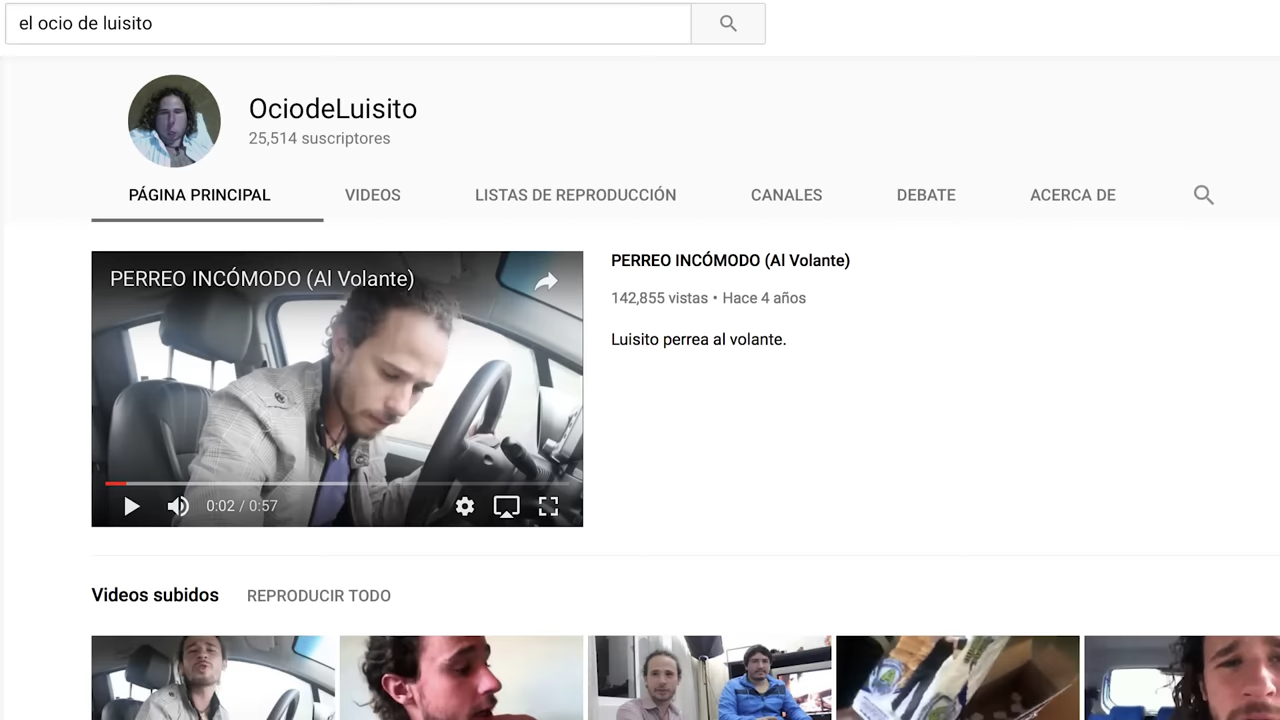 el ocio de luisito
OciodeLuisito
25,514 suscriptores
PÁGINA PRINCIPAL VIDEOS LISTAS DE REPRODUCCIÓN CANALES DEBATE ACERCA DE
PERREO INCÓMODO (Al Volante)
0:02 / 0:57
PERREO INCÓMODO (Al Volante)
142,855 vistas • Hace 4 años
Luisito perrea al volante.
Videos subidos REPRODUCIR TODO